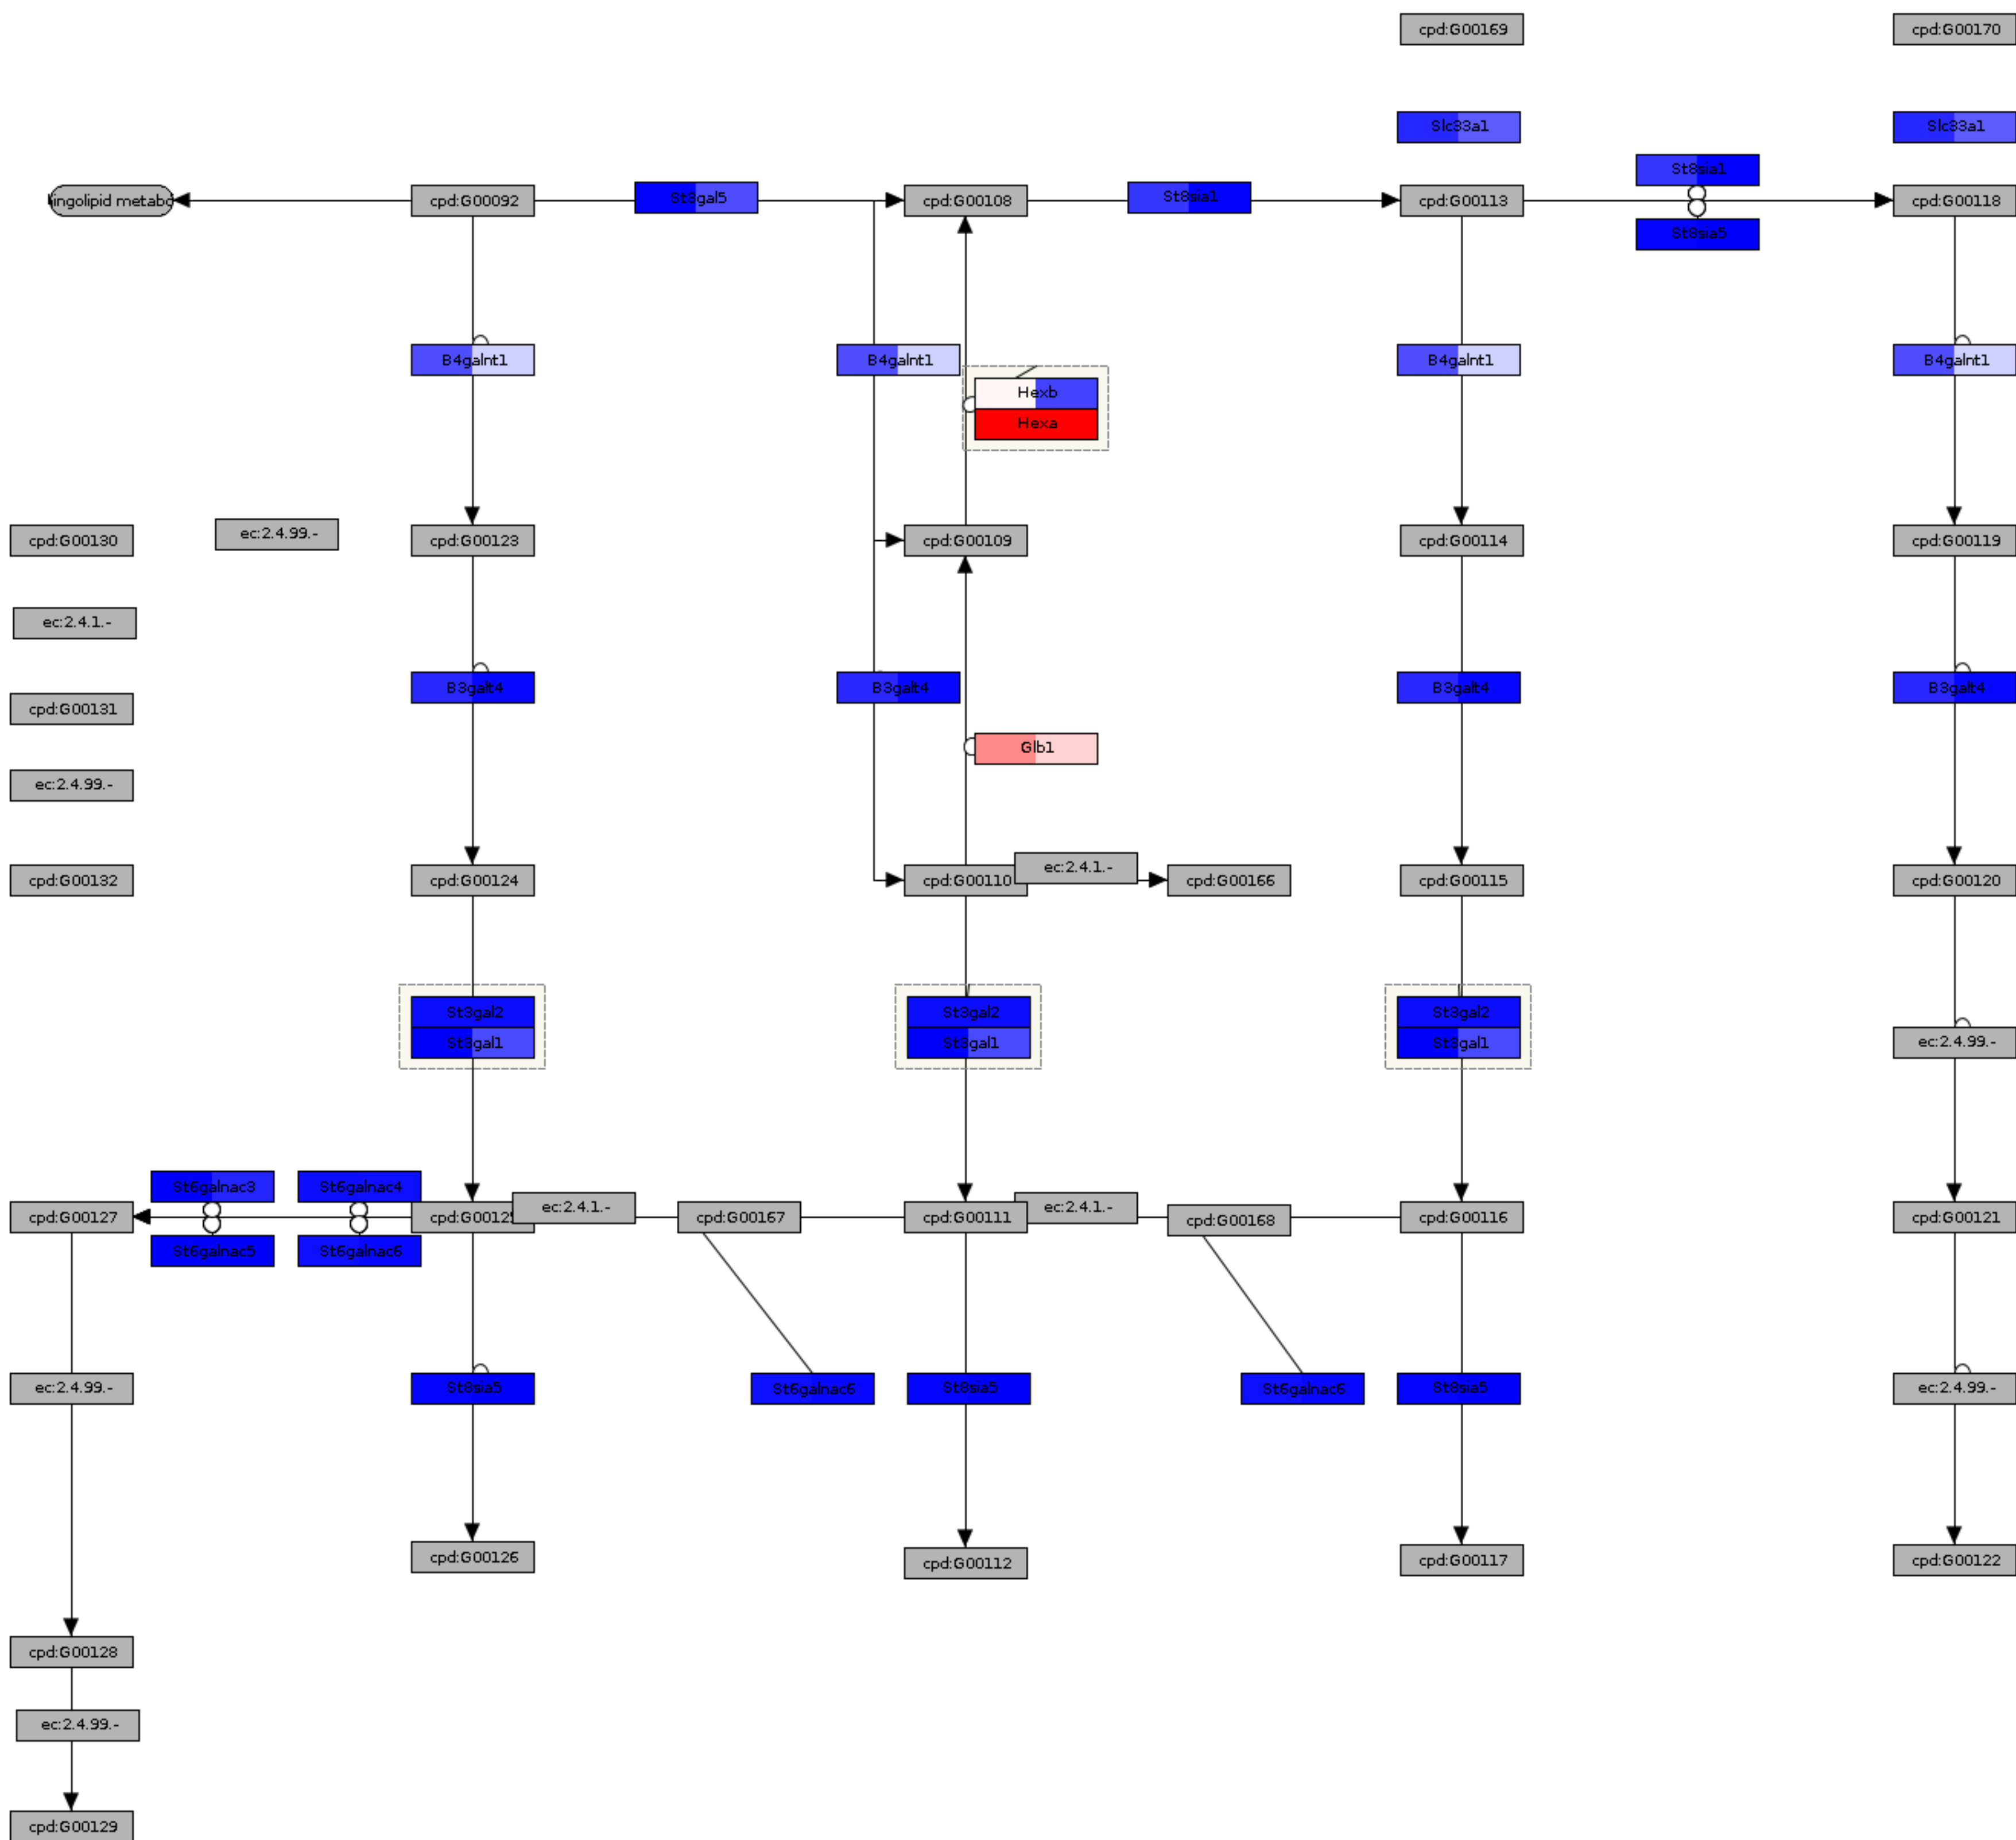 cpd:G00169
cpd:G00170
Slc33a1
Slc33a1
St8sia1
ingolipid metabo
cpd:G00092
St3gal5
cpd:G00108
St8sia1
cpd:G00113
cpd:G00118
St8sia5
B4galnt1
B4galnt1
B4galnt1
B4galnt1
Hexb
Hexa
cpd:G00130
ec:2.4.99.-
cpd:G00123
cpd:G00109
cpd:G00114
cpd:G00119
ec:2.4.1.-
B3galt4
B3galt4
B3galt4
B3galt4
cpd:G00131
Glb1
ec:2.4.99.-
cpd:G00132
cpd:G00124
cpd:G00110
ec:2.4.1.-
cpd:G00166
cpd:G00115
cpd:G00120
St3gal2
St3gal2
St3gal2
St3gal1
St3gal1
St3gal1
ec:2.4.99.-
St6galnac3
St6galnac4
cpd:G00127
cpd:G00125
ec:2.4.1.-
cpd:G00167
cpd:G00111
ec:2.4.1.-
cpd:G00168
cpd:G00116
cpd:G00121
St6galnac5
St6galnac6
ec:2.4.99.-
St8sia5
St6galnac6
St8sia5
St6galnac6
St8sia5
ec:2.4.99.-
cpd:G00126
cpd:G00112
cpd:G00117
cpd:G00122
cpd:G00128
ec:2.4.99.-
cpd:G00129